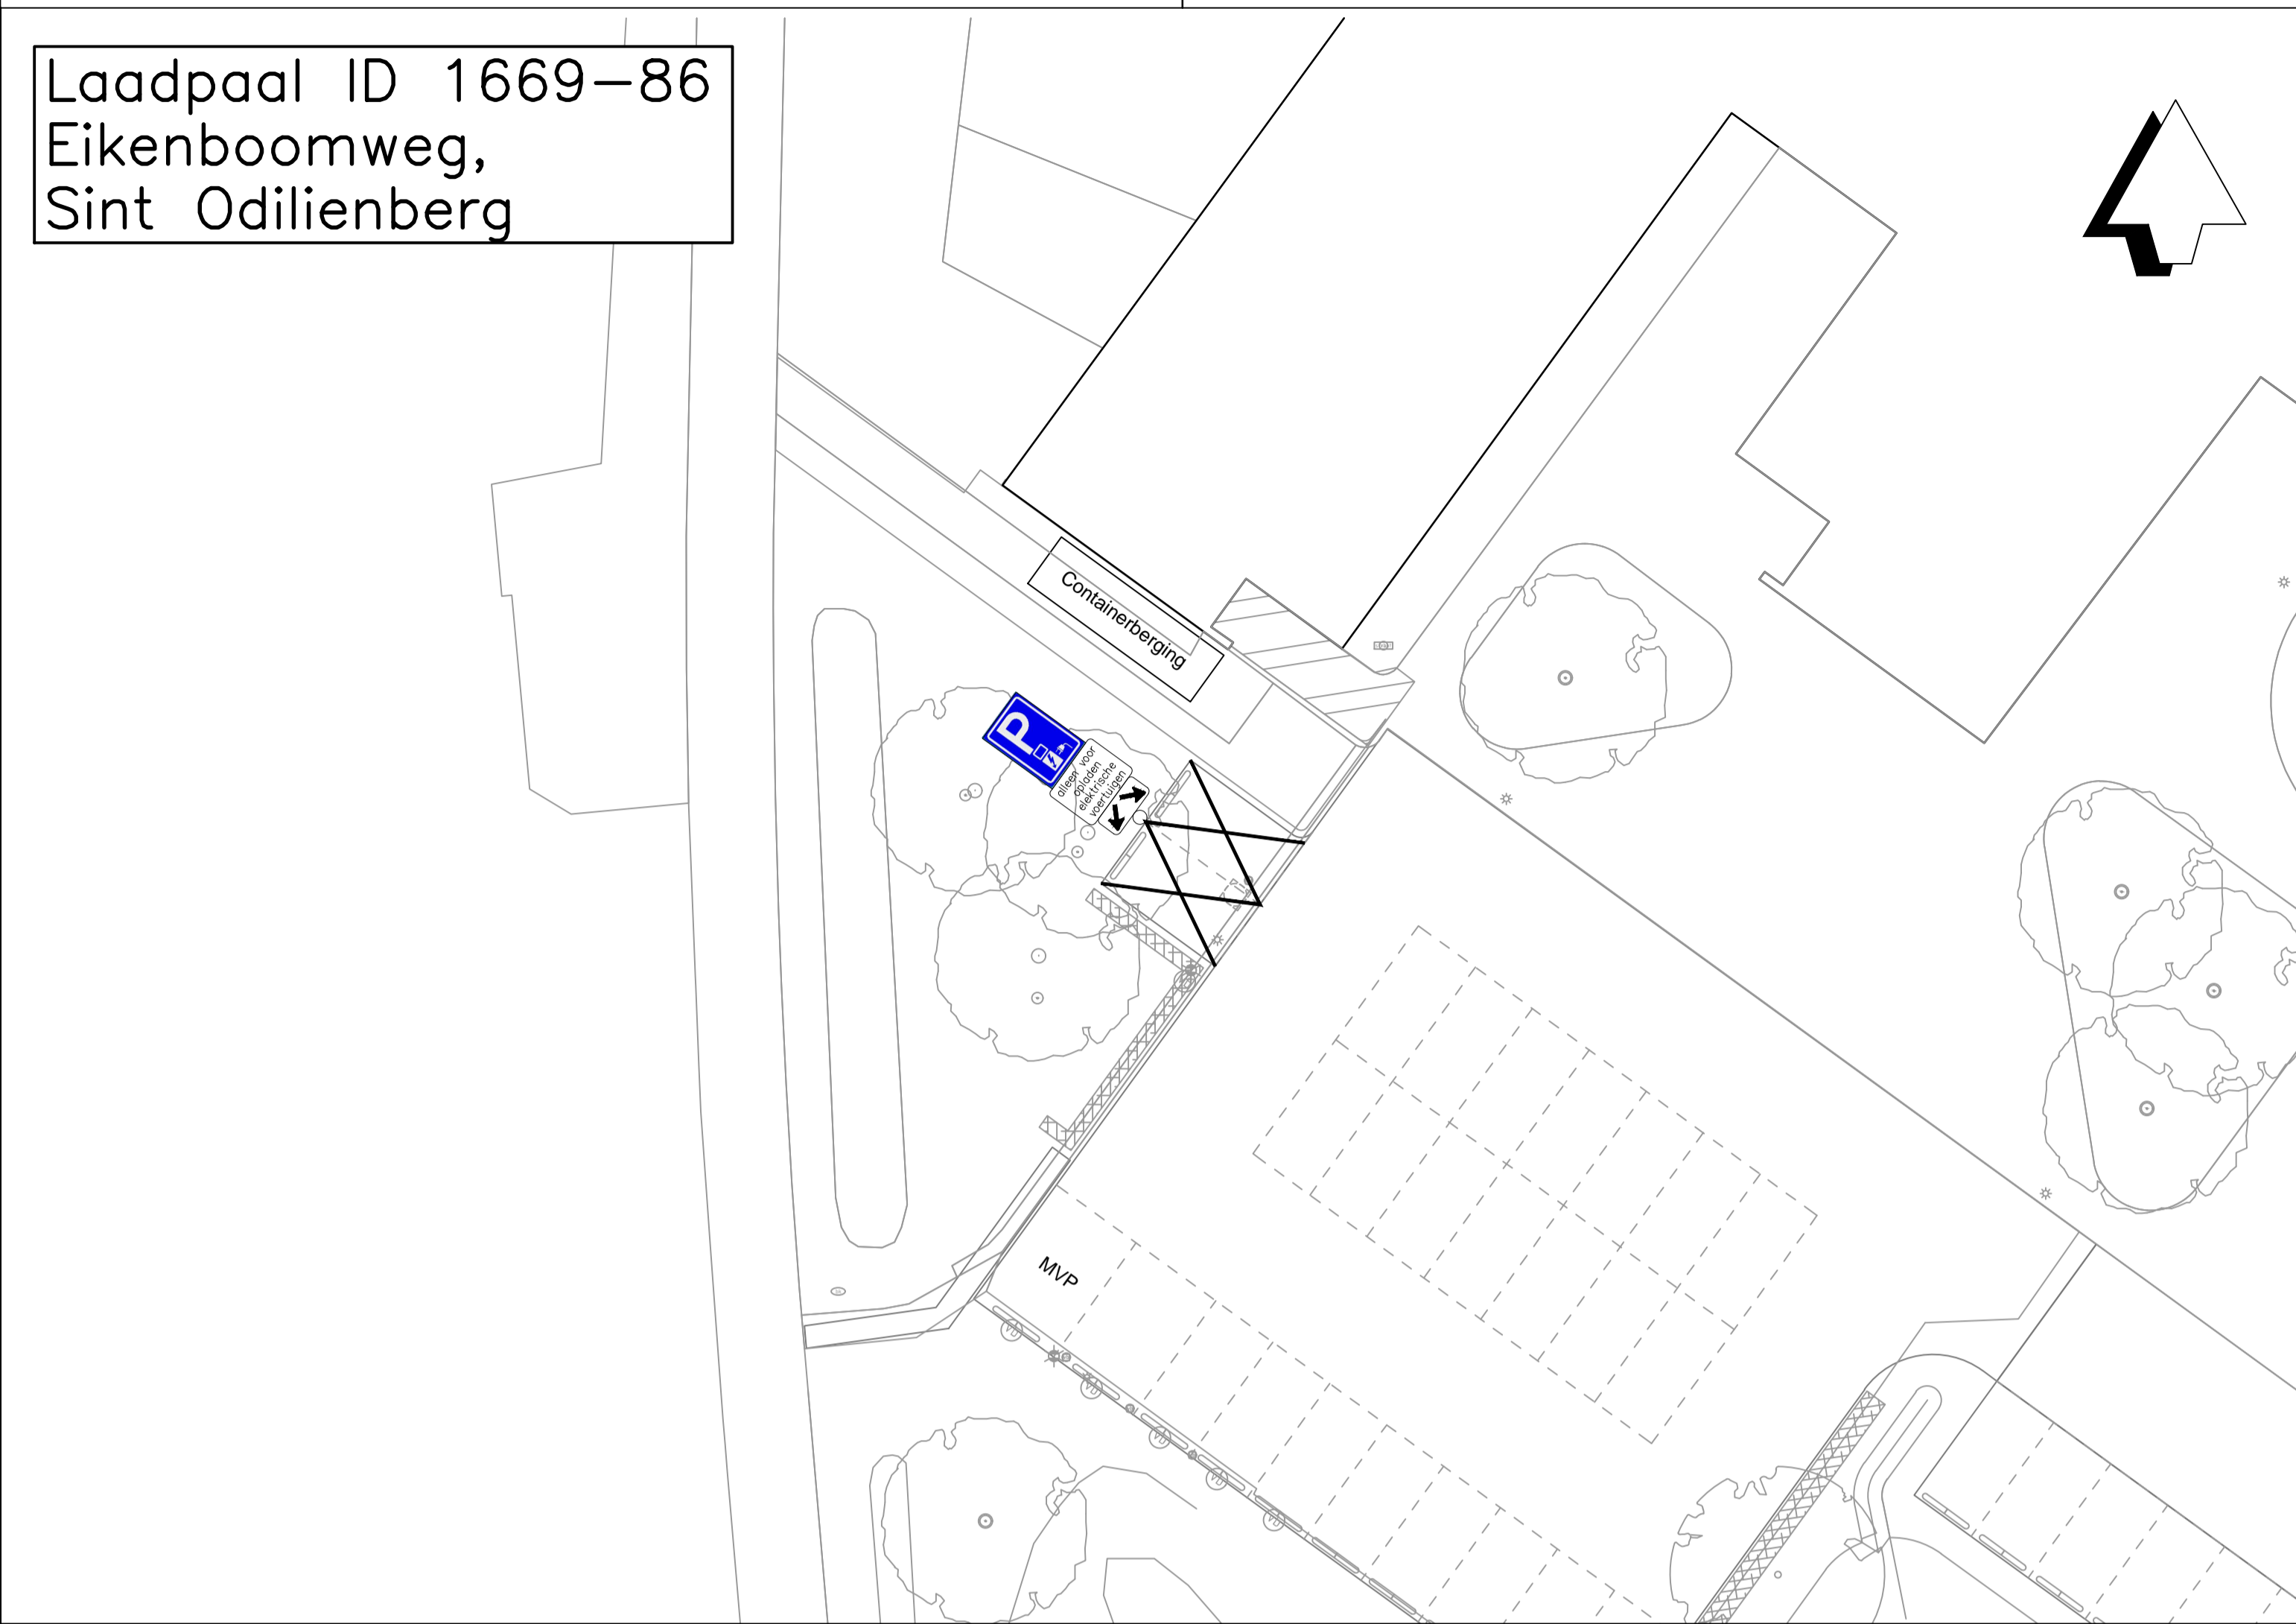 Laadpaal ID 1669-86
Eikenboomweg,
Sint Odilienberg
Containerberging
P
alleen voor
opladen
elektrische
voertuigen
MVP